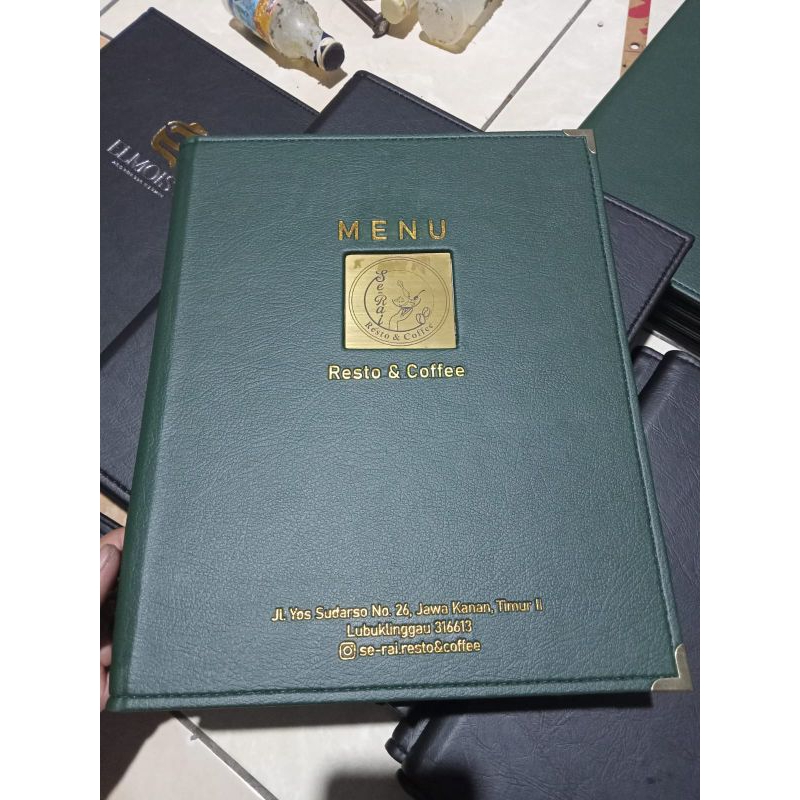 MENU
Se-Rai
Resto & Coffee
Resto & Coffee
Jl. Yos Sudarso No. 26, Jawa Kanan, Timur II
Lubuklinggau 316613
se-rai.resto&coffee